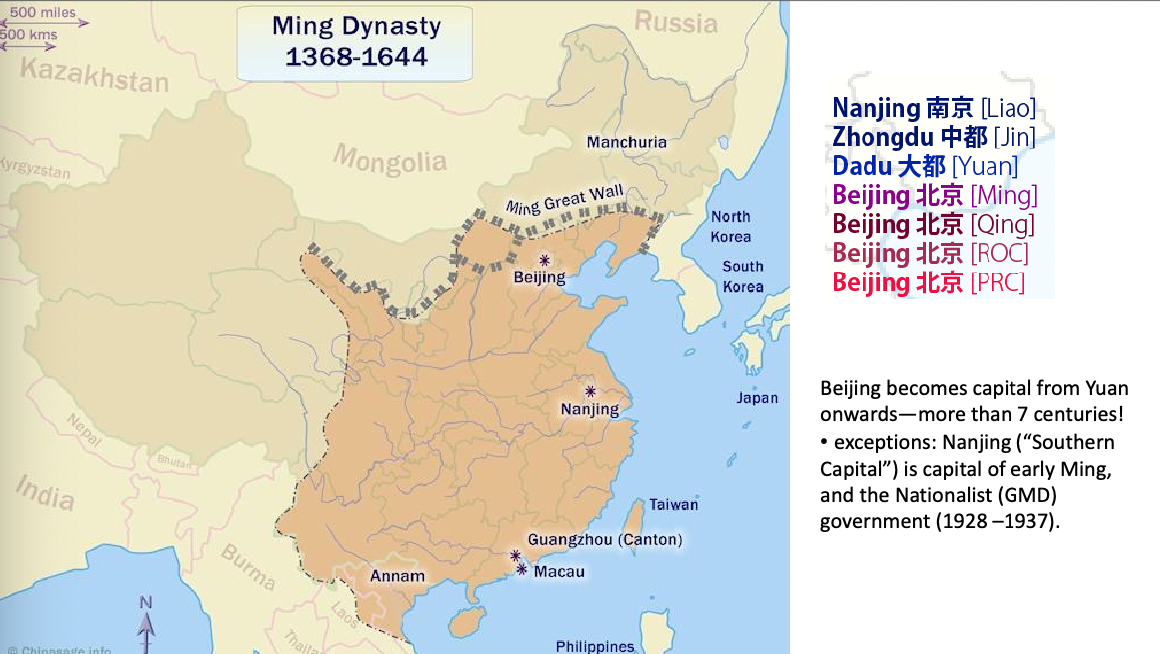 500 miles
500 kms
Ming Dynasty
1368-1644
Russia
Kazakhstan
Kyrgyzstan
Mongolia
Manchuria
Ming Great Wall
North
Korea
South
Korea
Beijing
Nanjing
Japan
Nepal
Bhutan
India
Taiwan
Guangzhou (Canton)
Macau
Burma
Annam
Laos
Thailand
Philippines
N
© Chinasage.info
Nanjing 南京 [Liao]
Zhongdu 中都 [Jin]
Dadu 大都 [Yuan]
Beijing 北京 [Ming]
Beijing 北京 [Qing]
Beijing 北京 [ROC]
Beijing 北京 [PRC]
Beijing becomes capital from Yuan
onwards—more than 7 centuries!
• exceptions: Nanjing (“Southern
Capital”) is capital of early Ming,
and the Nationalist (GMD)
government (1928 –1937).